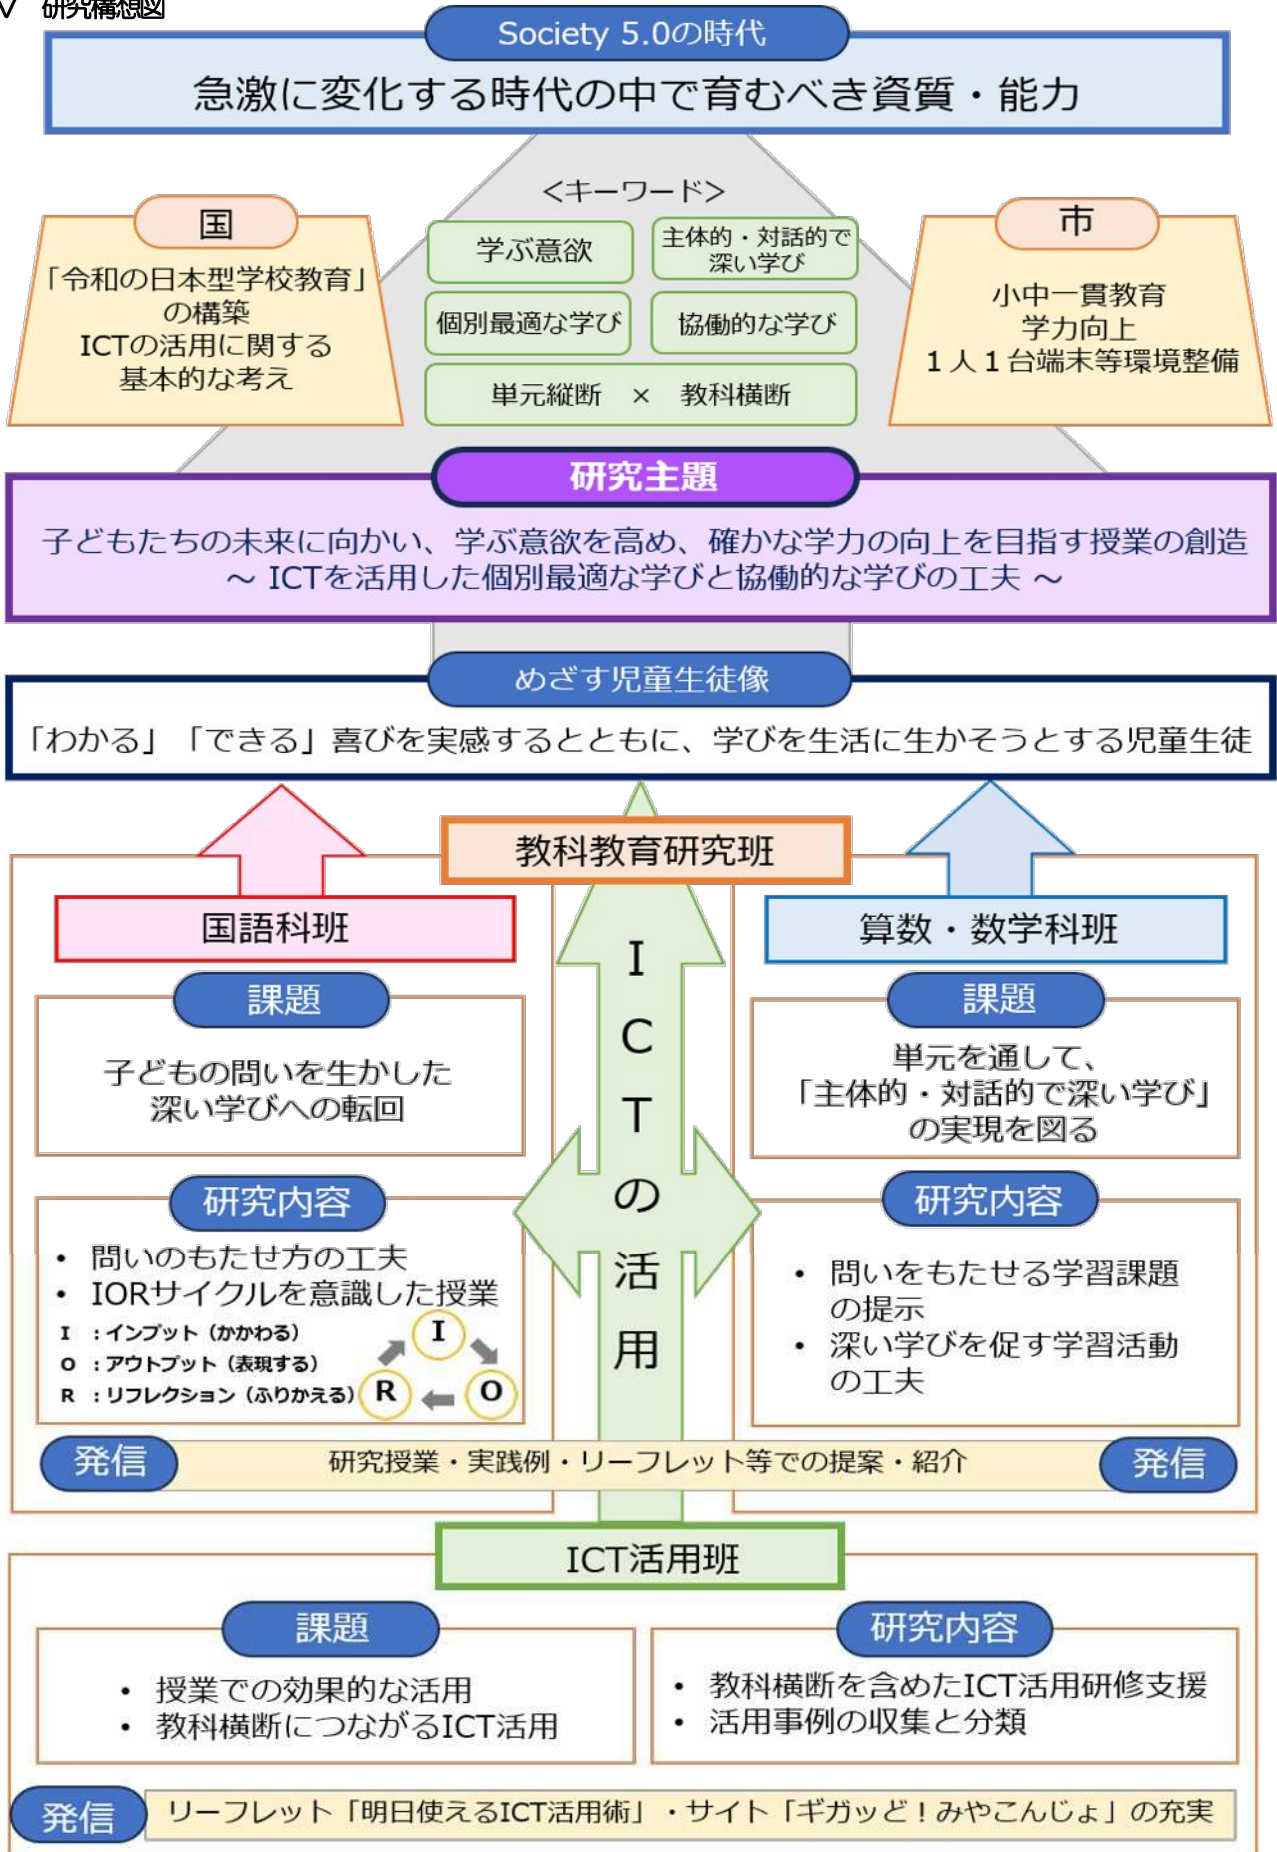 Ⅴ 研究構想図
Society 5.0の時代
急激に変化する時代の中で育むべき資質・能力
<キーワード>
国
「令和の日本型学校教育」
の構築
ICTの活用に関する
基本的な考え
学ぶ意欲
主体的・対話的で
深い学び
個別最適な学び
協働的な学び
単元縦断 × 教科横断
市
小中一貫教育
学力向上
1人1台端末等環境整備
研究主題
子どもたちの未来に向かい、学ぶ意欲を高め、確かな学力の向上を目指す授業の創造
~ ICTを活用した個別最適な学びと協働的な学びの工夫 ~
めざす児童生徒像
「わかる」「できる」喜びを実感するとともに、学びを生活に生かそうとする児童生徒
教科教育研究班
国語科班
課題
子どもの問いを生かした
深い学びへの転回
研究内容
• 問いのもたせ方の工夫
• IORサイクルを意識した授業
I :インプット(かかわる)
O :アウトプット(表現する)
R :リフレクション(ふりかえる)
I
R
O
ICTの活用
算数・数学科班
課題
単元を通して、
「主体的・対話的で深い学び」
の実現を図る
研究内容
• 問いをもたせる学習課題
の提示
• 深い学びを促す学習活動
の工夫
発信
研究授業・実践例・リーフレット等での提案・紹介
発信
ICT活用班
課題
• 授業での効果的な活用
• 教科横断につながるICT活用
研究内容
• 教科横断を含めたICT活用研修支援
• 活用事例の収集と分類
発信
リーフレット「明日使えるICT活用術」・サイト「ギガッど!みやこんじょ」の充実